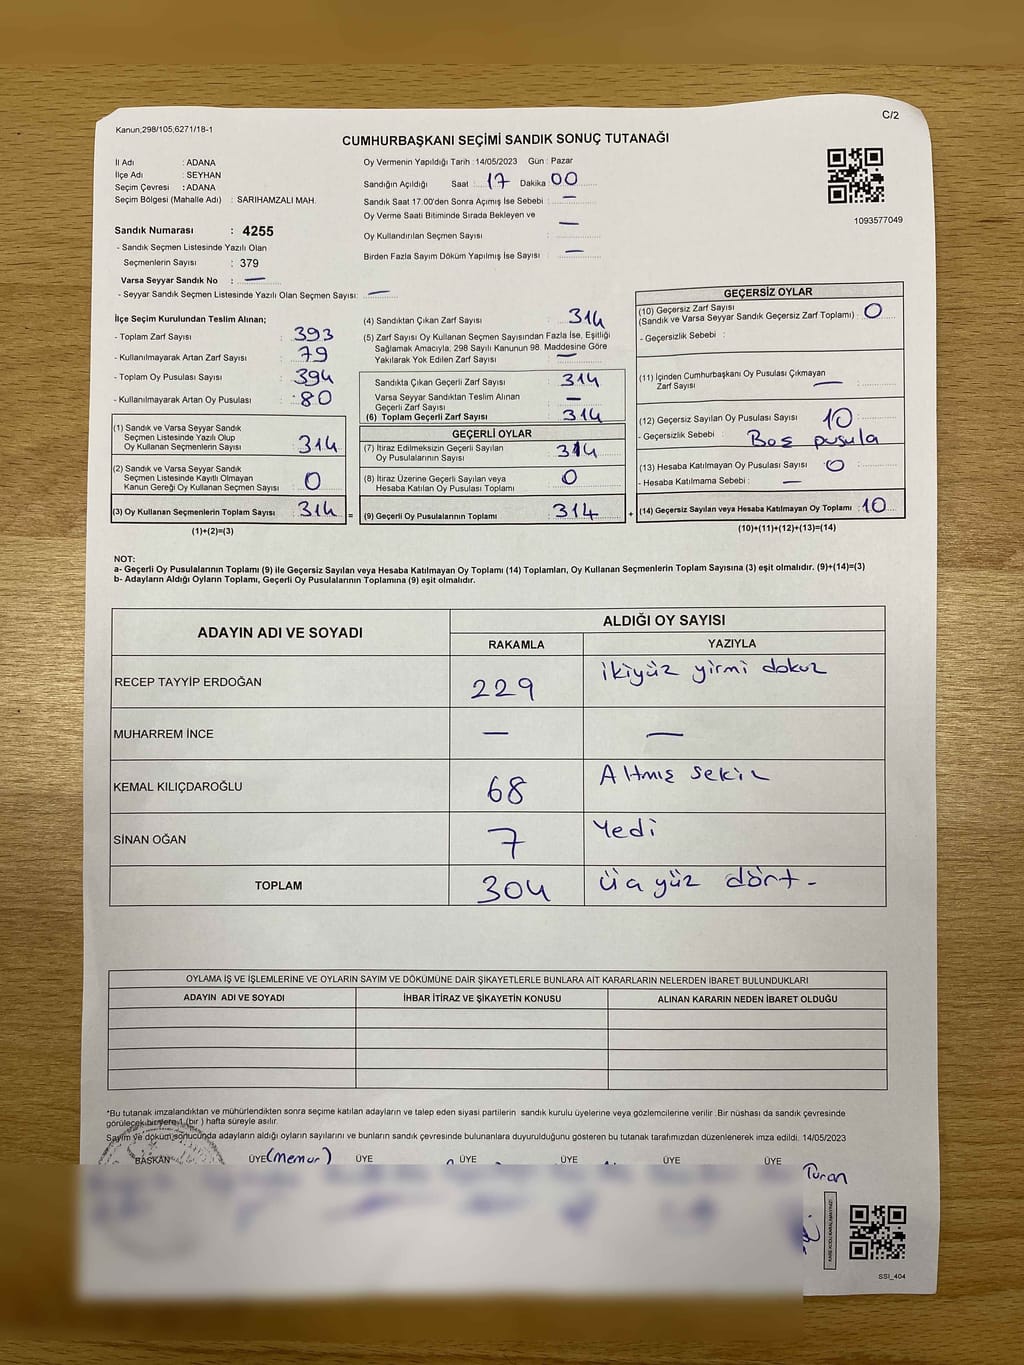 Kanun;298/105;6271/18-1
C/2
CUMHURBAŞKANI SEÇİMİ SANDIK SONUÇ TUTANAĞI
İl Adı : ADANA
İlçe Adı : SEYHAN
Seçim Çevresi : ADANA
Seçim Bölgesi (Mahalle Adı) : SARIHAMZALI MAH.
Sandık Numarası : 4255
- Sandık Seçmen Listesinde Yazılı Olan
Seçmenlerin Sayısı : 379
Varsa Seyyar Sandık No : —
- Seyyar Sandık Seçmen Listesinde Yazılı Olan Seçmen Sayısı: —
Oy Vermenin Yapıldığı Tarih : 14/05/2023 Gün : Pazar
Sandığın Açıldığı Saat : 17 Dakika 00
Sandık Saat 17.00'den Sonra Açımış İse Sebebi : —
Oy Verme Saati Bitiminde Sırada Bekleyen ve
Oy Kullandırılan Seçmen Sayısı : —
Birden Fazla Sayım Döküm Yapılmış İse Sayısı : —
1093577049
İlçe Seçim Kurulundan Teslim Alınan;
- Toplam Zarf Sayısı : 393
- Kullanılmayarak Artan Zarf Sayısı : 79
- Toplam Oy Pusulası Sayısı : 394
- Kullanılmayarak Artan Oy Pusulası : 80
(1) Sandık ve Varsa Seyyar Sandık
Seçmen Listesinde Yazılı Olup
Oy Kullanan Seçmenlerin Sayısı : 314
(2) Sandık ve Varsa Seyyar Sandık
Seçmen Listesinde Kayıtlı Olmayan
Kanun Gereği Oy Kullanan Seçmen Sayısı : 0
(3) Oy Kullanan Seçmenlerin Toplam Sayısı : 314 =
(1)+(2)=(3)
(4) Sandıktan Çıkan Zarf Sayısı : 314
(5) Zarf Sayısı Oy Kullanan Seçmen Sayısından Fazla İse, Eşitliği
Sağlamak Amacıyla, 298 Sayılı Kanunun 98. Maddesine Göre
Yakılarak Yok Edilen Zarf Sayısı : —
Sandıkta Çıkan Geçerli Zarf Sayısı : 314
Varsa Seyyar Sandıktan Teslim Alınan
Geçerli Zarf Sayısı : —
(6) Toplam Geçerli Zarf Sayısı : 314
GEÇERLİ OYLAR
(7) İtiraz Edilmeksizin Geçerli Sayılan
Oy Pusulalarının Sayısı : 314
(8) İtiraz Üzerine Geçerli Sayılan veya
Hesaba Katılan Oy Pusulası Toplamı : 0
(9) Geçerli Oy Pusulalarının Toplamı : 314 +
GEÇERSİZ OYLAR
(10) Geçersiz Zarf Sayısı
(Sandık ve Varsa Seyyar Sandık Geçersiz Zarf Toplamı) : 0
- Geçersizlik Sebebi :
(11) İçinden Cumhurbaşkanı Oy Pusulası Çıkmayan
Zarf Sayısı : —
(12) Geçersiz Sayılan Oy Pusulası Sayısı : 10
- Geçersizlik Sebebi : Boş pusula
(13) Hesaba Katılmayan Oy Pusulası Sayısı : 0
- Hesaba Katılmama Sebebi : —
(14) Geçersiz Sayılan veya Hesaba Katılmayan Oy Toplamı : 10
(10)+(11)+(12)+(13)=(14)
NOT:
a- Geçerli Oy Pusulalarının Toplamı (9) ile Geçersiz Sayılan veya Hesaba Katılmayan Oy Toplamı (14) Toplamları, Oy Kullanan Seçmenlerin Toplam Sayısına (3) eşit olmalıdır. (9)+(14)=(3)
b- Adayların Aldığı Oyların Toplamı, Geçerli Oy Pusulalarının Toplamına (9) eşit olmalıdır.
ADAYIN ADI VE SOYADI ALDIĞI OY SAYISI
RAKAMLA YAZIYLA
RECEP TAYYİP ERDOĞAN 229 ikiyüz yirmi dokuz
MUHARREM İNCE — —
KEMAL KILIÇDAROĞLU 68 Altmış sekiz
SİNAN OĞAN 7 Yedi
TOPLAM 304 üç yüz dört -
OYLAMA İŞ VE İŞLEMLERİNE VE OYLARIN SAYIM VE DÖKÜMÜNE DAİR ŞİKAYETLERLE BUNLARA AİT KARARLARIN NELERDEN İBARET BULUNDUKLARI
ADAYIN ADI VE SOYADI İHBAR İTİRAZ VE ŞİKAYETİN KONUSU ALINAN KARARIN NEDEN İBARET OLDUĞU
*Bu tutanak imzalandıktan ve mühürlendikten sonra seçime katılan adayların ve talep eden siyasi partilerin sandık kurulu üyelerine veya gözlemcilerine verilir. Bir nüshası da sandık çevresinde
görülecek bir yere 1 (bir) hafta süreyle asılır.
Sayım ve döküm sonucunda adayların aldığı oyların sayılarını ve bunların sandık çevresinde bulunanlara duyurulduğunu gösteren bu tutanak tarafımızdan düzenlenerek imza edildi. 14/05/2023
BAŞKAN ÜYE (memur) ÜYE ÜYE ÜYE ÜYE ÜYE
Turan
SSİ_404